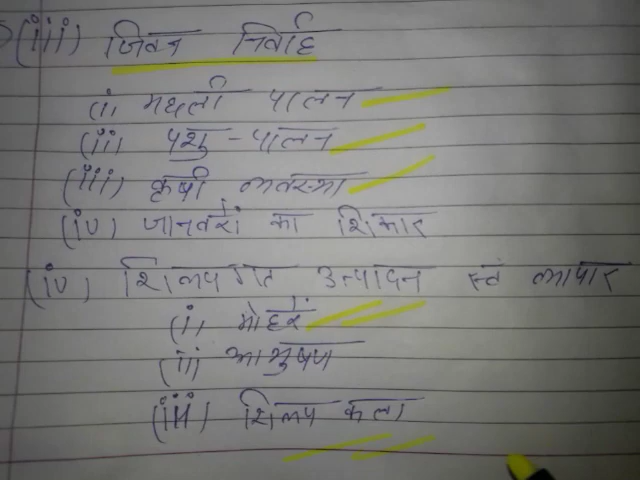 (iii) जिवन निर्वाह
(i) मछली पालन
(ii) पशु - पालन
(iii) कृषी व्यवस्था
(iv) जानवरों का शिकार
(iv) शिल्पगत उत्पादन एवं व्यापार
(i) मोहरें
(ii) आभुषण
(iii) शिल्प कला